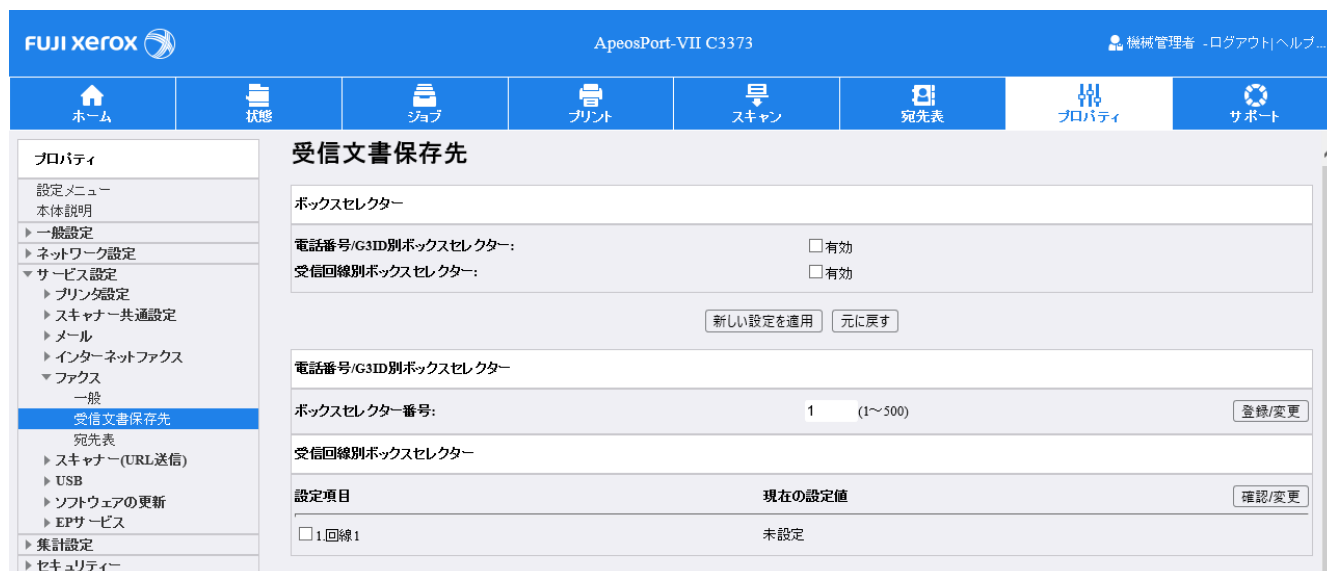 FUJI xerox
ApeosPort-VII C3373
機械管理者 -ログアウト|ヘルプ...
ホーム
状態
ジョブ
プリント
スキャン
宛先表
プロパティ
サポート
プロパティ
設定メニュー
本体説明
一般設定
ネットワーク設定
サービス設定
プリンタ設定
スキャナー共通設定
メール
インターネットファクス
ファクス
一般
受信文書保存先
宛先表
スキャナー(URL送信)
USB
ソフトウェアの更新
EPサービス
集計設定
セキュリティー
受信文書保存先
ボックスセレクター
電話番号/G3ID別ボックスセレクター: 有効
受信回線別ボックスセレクター: 有効
新しい設定を適用 元に戻す
電話番号/G3ID別ボックスセレクター
ボックスセレクター番号: 1 (1~500) 登録/変更
受信回線別ボックスセレクター
設定項目 現在の設定値 確認/変更
1.回線1 未設定